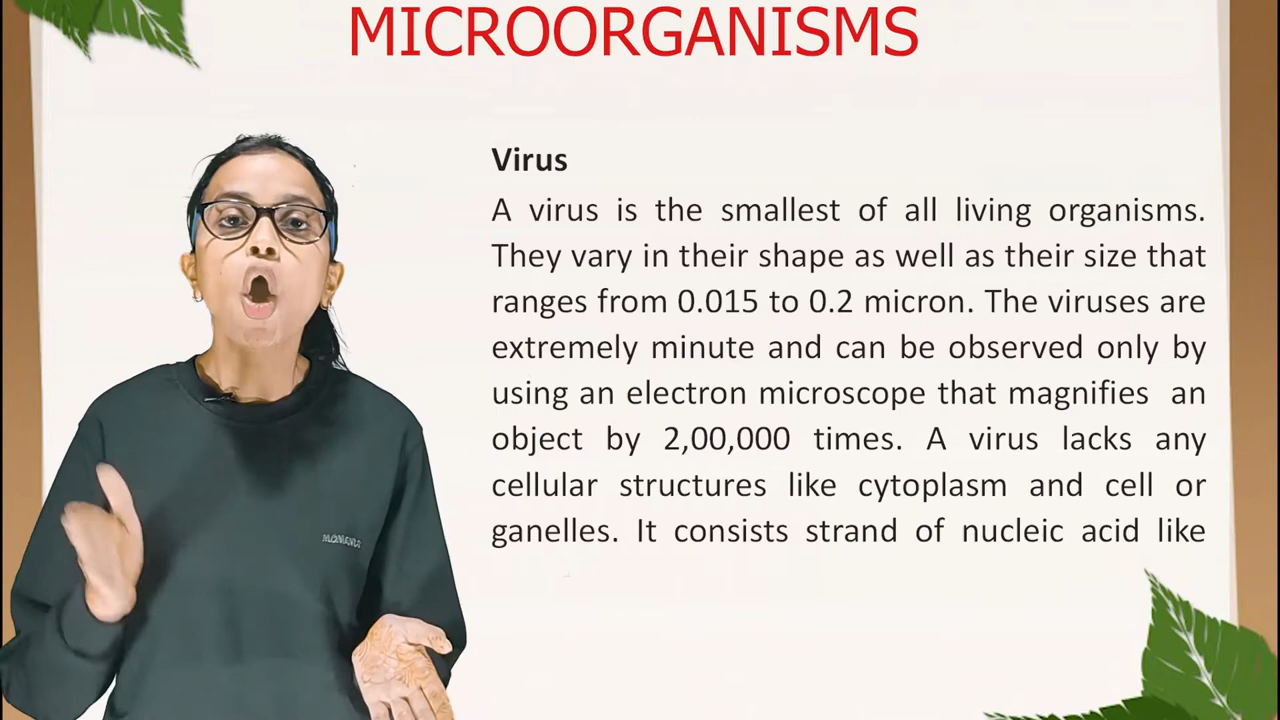 MICROORGANISMS
Virus
A virus is the smallest of all living organisms.
They vary in their shape as well as their size that
ranges from 0.015 to 0.2 micron. The viruses are
extremely minute and can be observed only by
using an electron microscope that magnifies an
object by 2,00,000 times. A virus lacks any
cellular structures like cytoplasm and cell or
ganelles. It consists strand of nucleic acid like